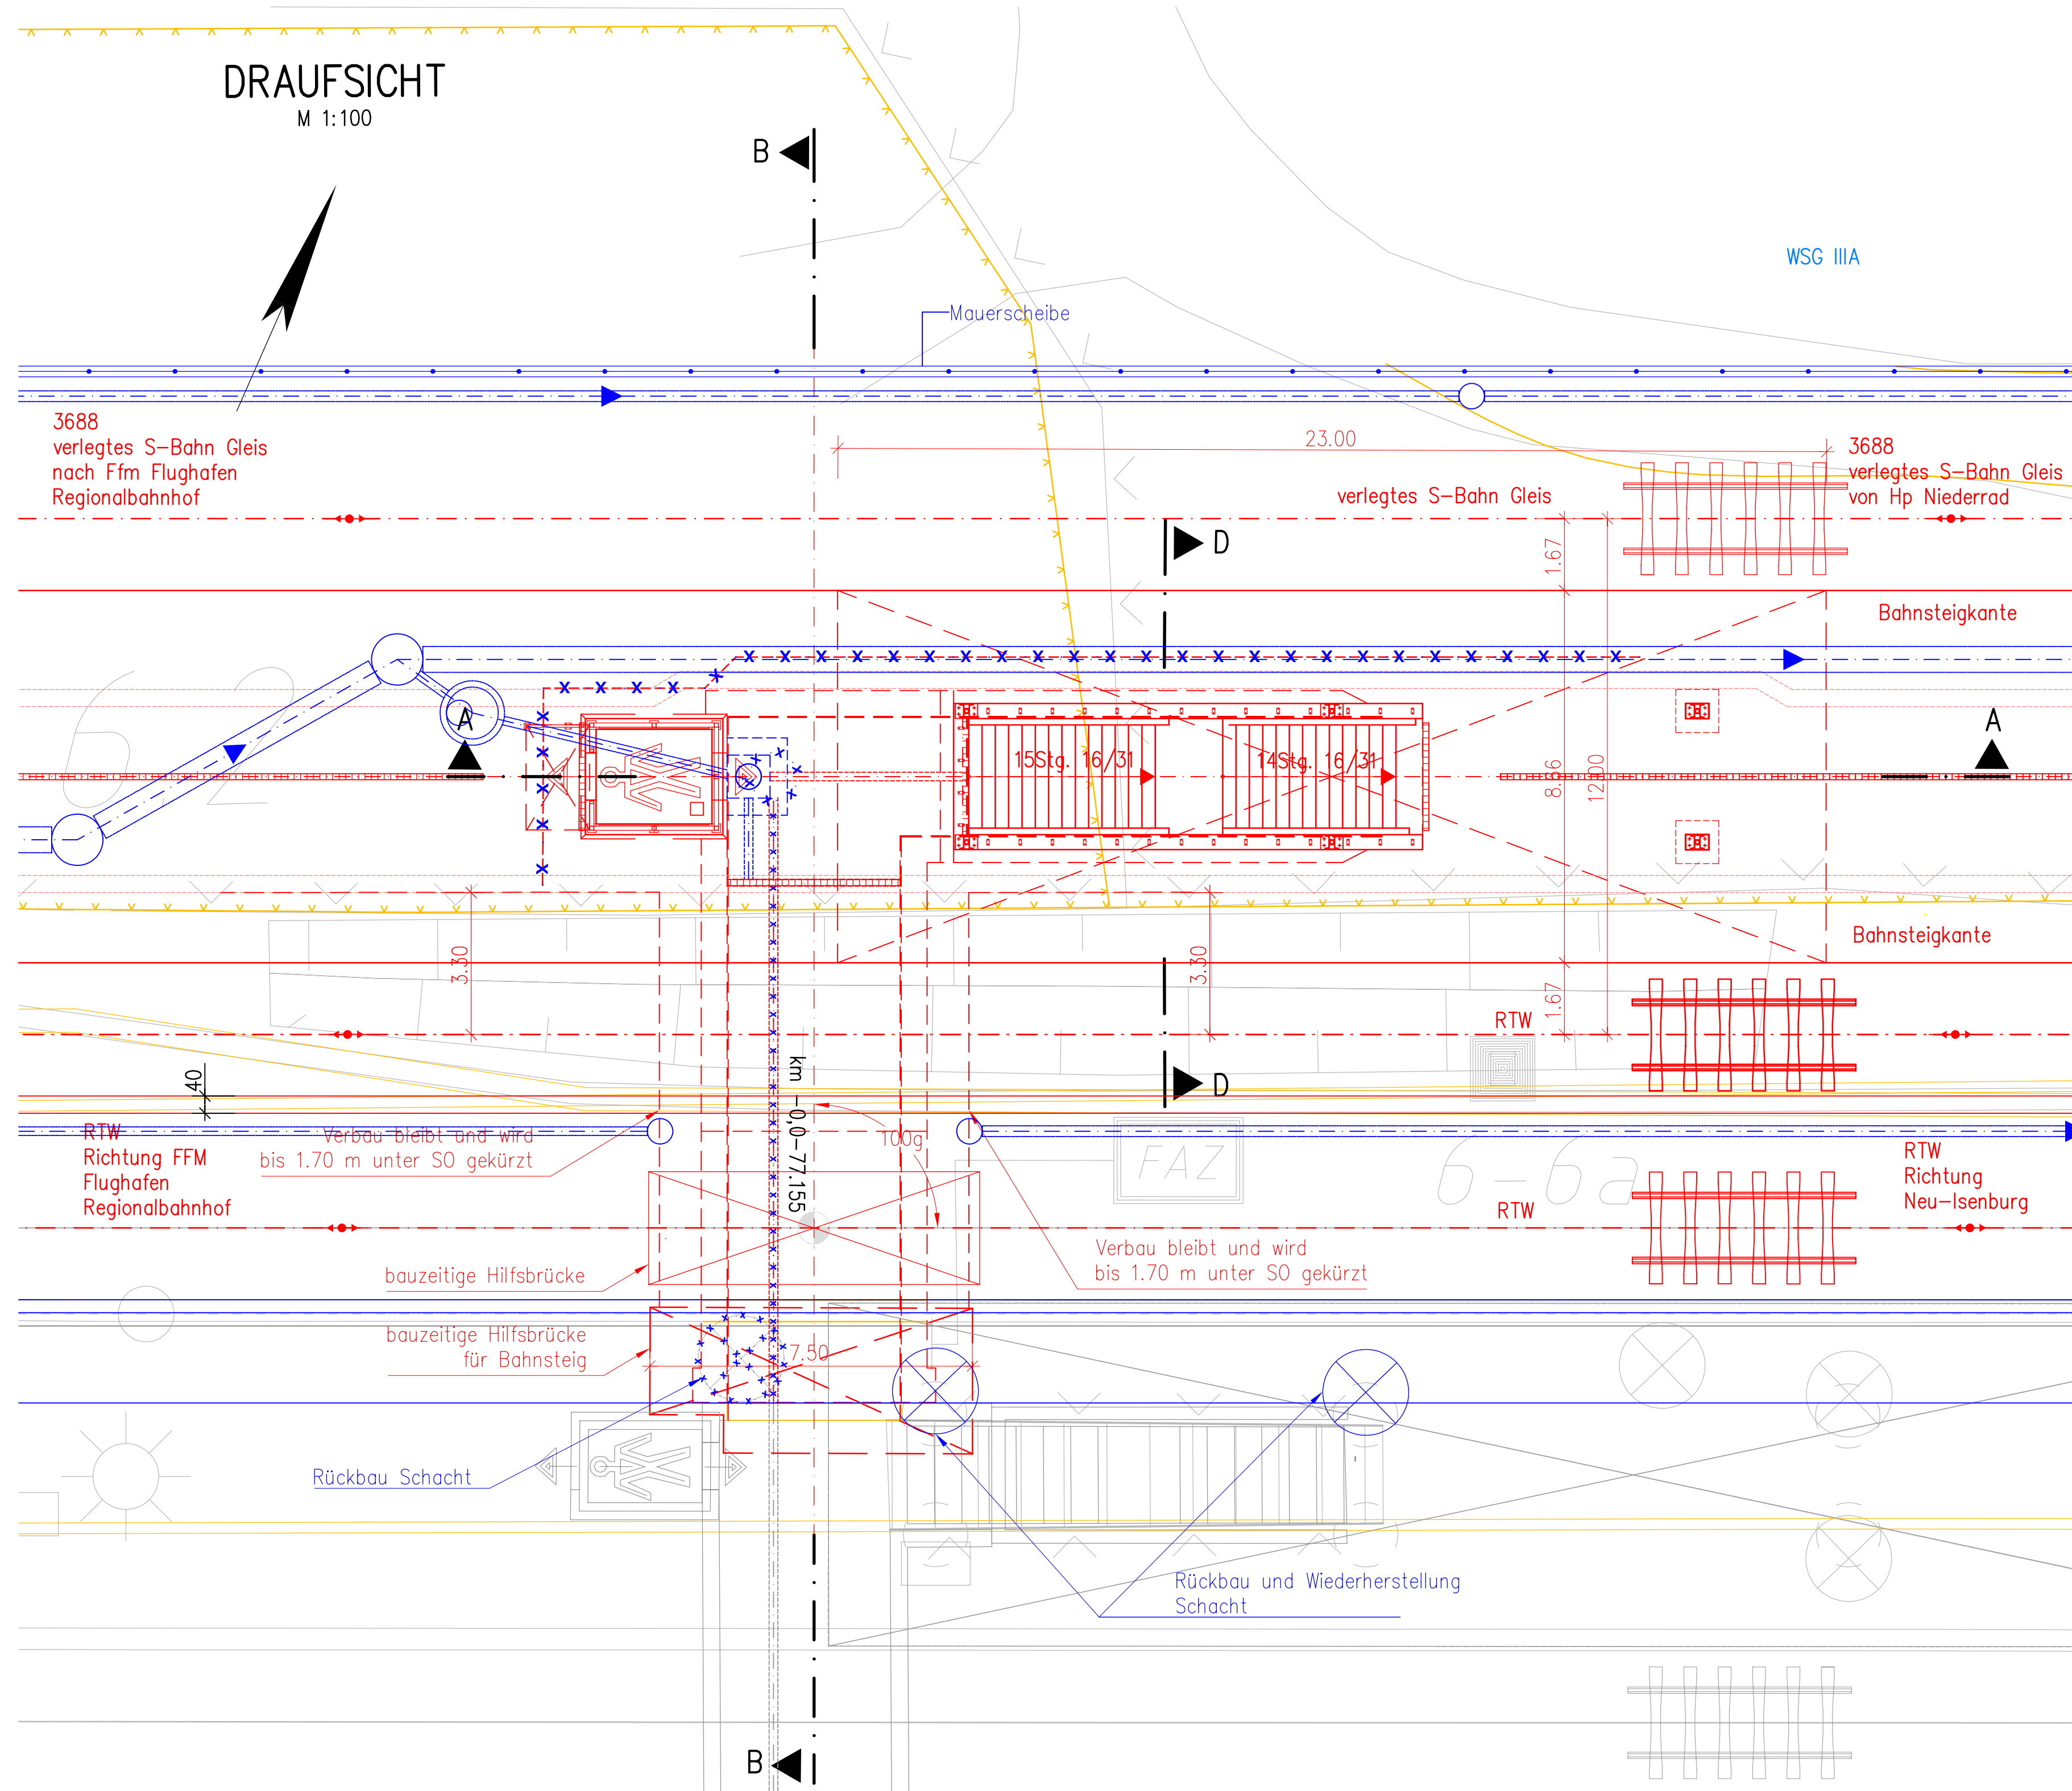 DRAUFSICHT
M 1:100
B
WSG IIIA
Mauerscheibe
3688
verlegtes S-Bahn Gleis
nach Ffm Flughafen
Regionalbahnhof
23.00
3688
verlegtes S-Bahn Gleis
von Hp Niederrad
verlegtes S-Bahn Gleis
D
1.67
Bahnsteigkante
62
A
A
15Stg. 16/31
14Stg. 16/31
8.66
12.00
Bahnsteigkante
3.30
3.30
1.67
RTW
40
km -0,0-77.155
D
RTW
Richtung FFM
Flughafen
Regionalbahnhof
Verbau bleibt und wird
bis 1.70 m unter SO gekürzt
100g
FAZ
6-6a
RTW
Richtung
Neu-Isenburg
RTW
Verbau bleibt und wird
bis 1.70 m unter SO gekürzt
bauzeitige Hilfsbrücke
bauzeitige Hilfsbrücke
für Bahnsteig
7.50
Rückbau Schacht
Rückbau und Wiederherstellung
Schacht
B